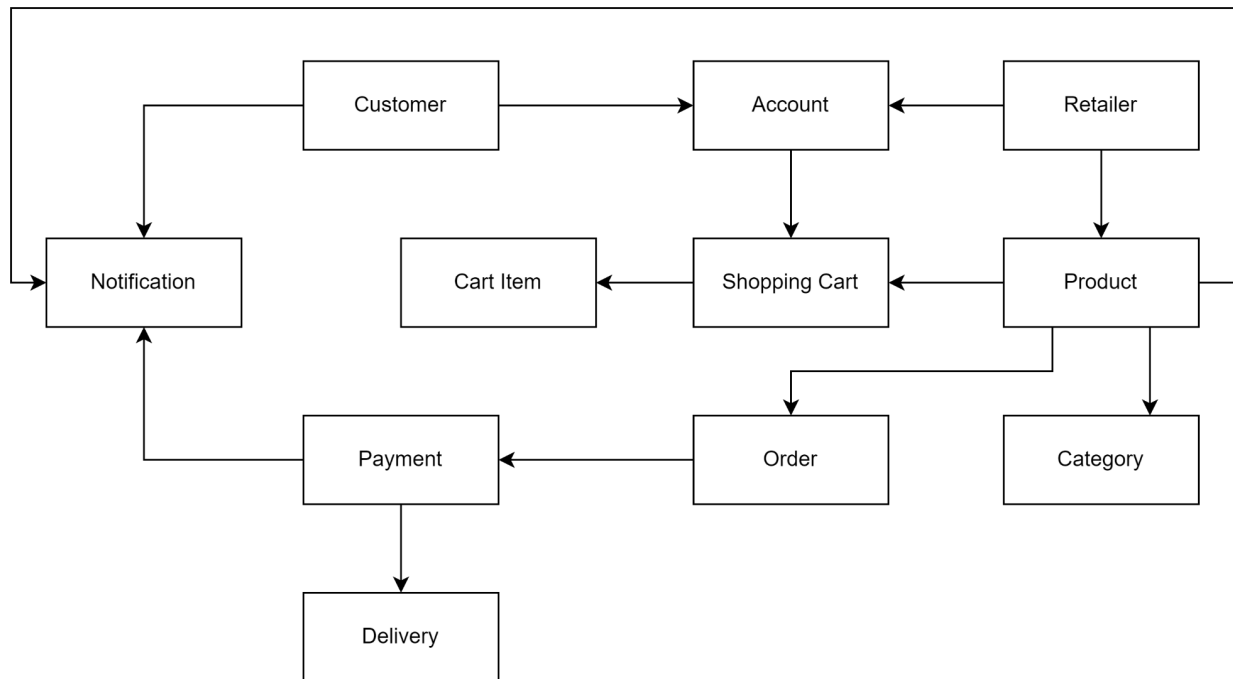 Customer
Account
Retailer
Notification
Cart Item
Shopping Cart
Product
Payment
Order
Category
Delivery